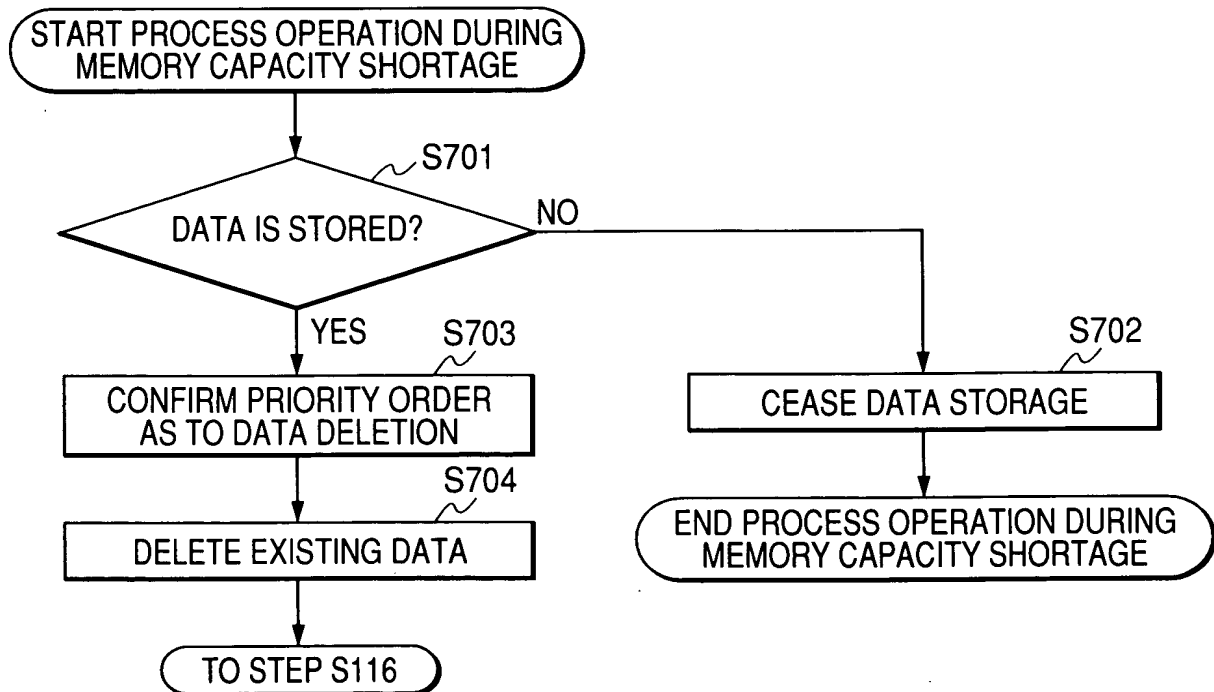 START PROCESS OPERATION DURING
MEMORY CAPACITY SHORTAGE
S701
DATA IS STORED?
NO
YES
S703
CONFIRM PRIORITY ORDER
AS TO DATA DELETION
S702
CEASE DATA STORAGE
S704
DELETE EXISTING DATA
END PROCESS OPERATION DURING
MEMORY CAPACITY SHORTAGE
TO STEP S116